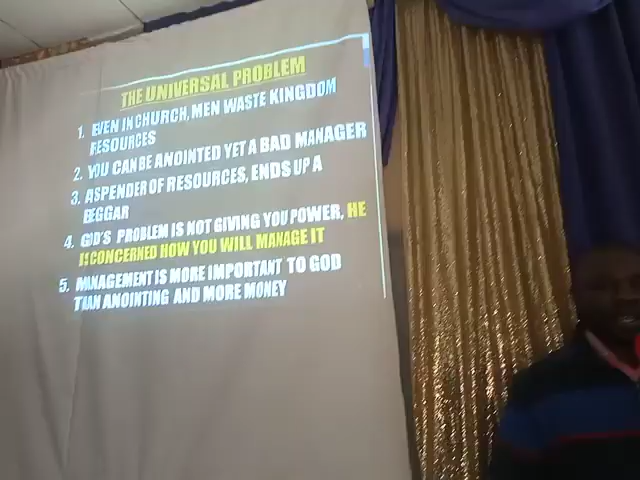 THE UNIVERSAL PROBLEM
1. EVEN IN CHURCH, MEN WASTE KINGDOM
RESOURCES
2. YOU CAN BE ANOINTED YET A BAD MANAGER
3. A SPENDER OF RESOURCES, ENDS UP A
BEGGAR
4. GOD'S PROBLEM IS NOT GIVING YOU POWER, HE
IS CONCERNED HOW YOU WILL MANAGE IT
5. MANAGEMENT IS MORE IMPORTANT TO GOD
THAN ANOINTING AND MORE MONEY